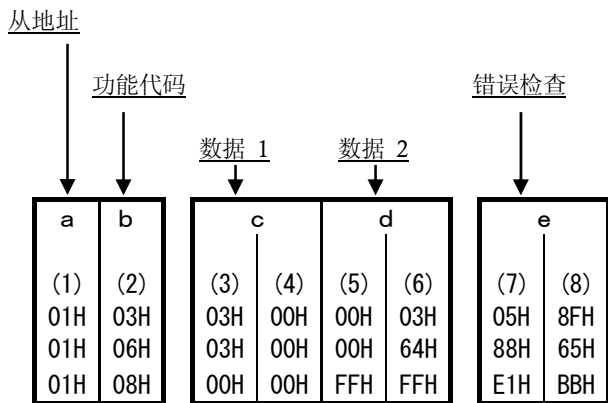 从地址
功能代码 错误检查
数据 1 数据 2
a b c d e
(1) (2) (3) (4) (5) (6) (7) (8)
01H 03H 03H 00H 00H 03H 05H 8FH
01H 06H 03H 00H 00H 64H 88H 65H
01H 08H 00H 00H FFH FFH E1H BBH